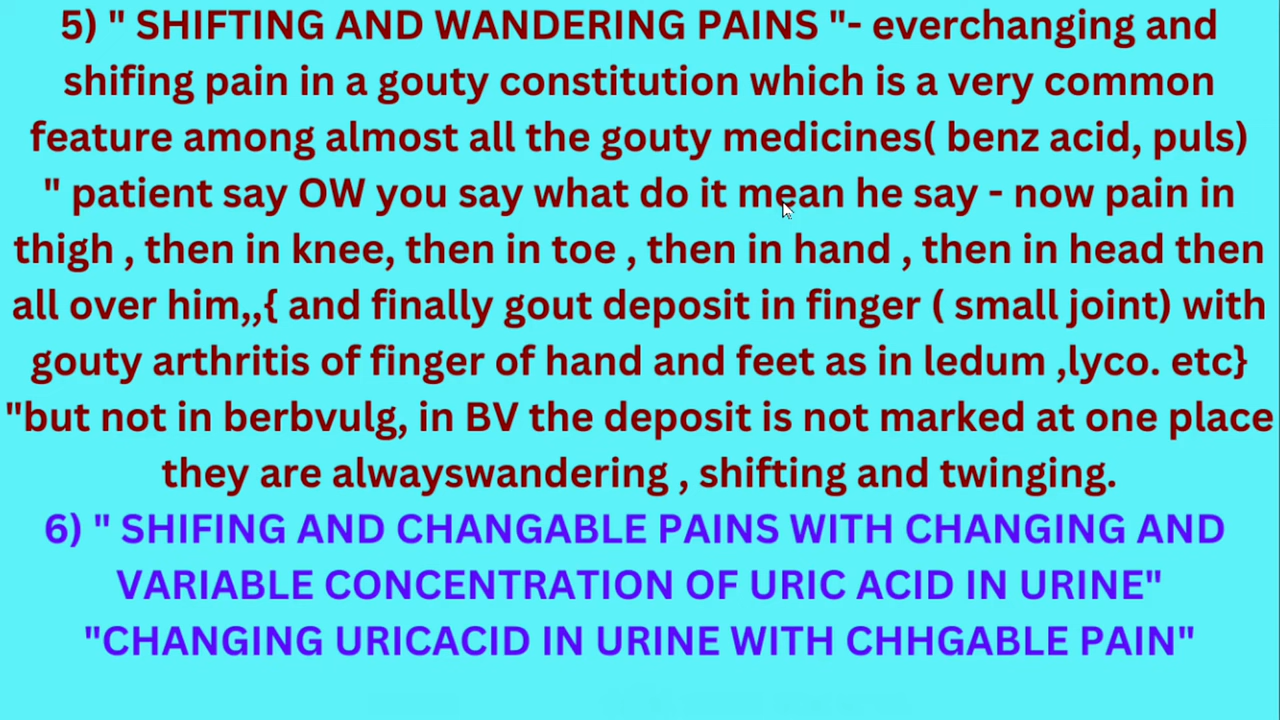 5) " SHIFTING AND WANDERING PAINS "- everchanging and
shifing pain in a gouty constitution which is a very common
feature among almost all the gouty medicines( benz acid, puls)
" patient say OW you say what do it mean he say - now pain in
thigh , then in knee, then in toe , then in hand , then in head then
all over him,,{ and finally gout deposit in finger ( small joint) with
gouty arthritis of finger of hand and feet as in ledum ,lyco. etc}
"but not in berbvulg, in BV the deposit is not marked at one place
they are alwayswandering , shifting and twinging.
6) " SHIFING AND CHANGABLE PAINS WITH CHANGING AND
VARIABLE CONCENTRATION OF URIC ACID IN URINE"
"CHANGING URICACID IN URINE WITH CHHGABLE PAIN"